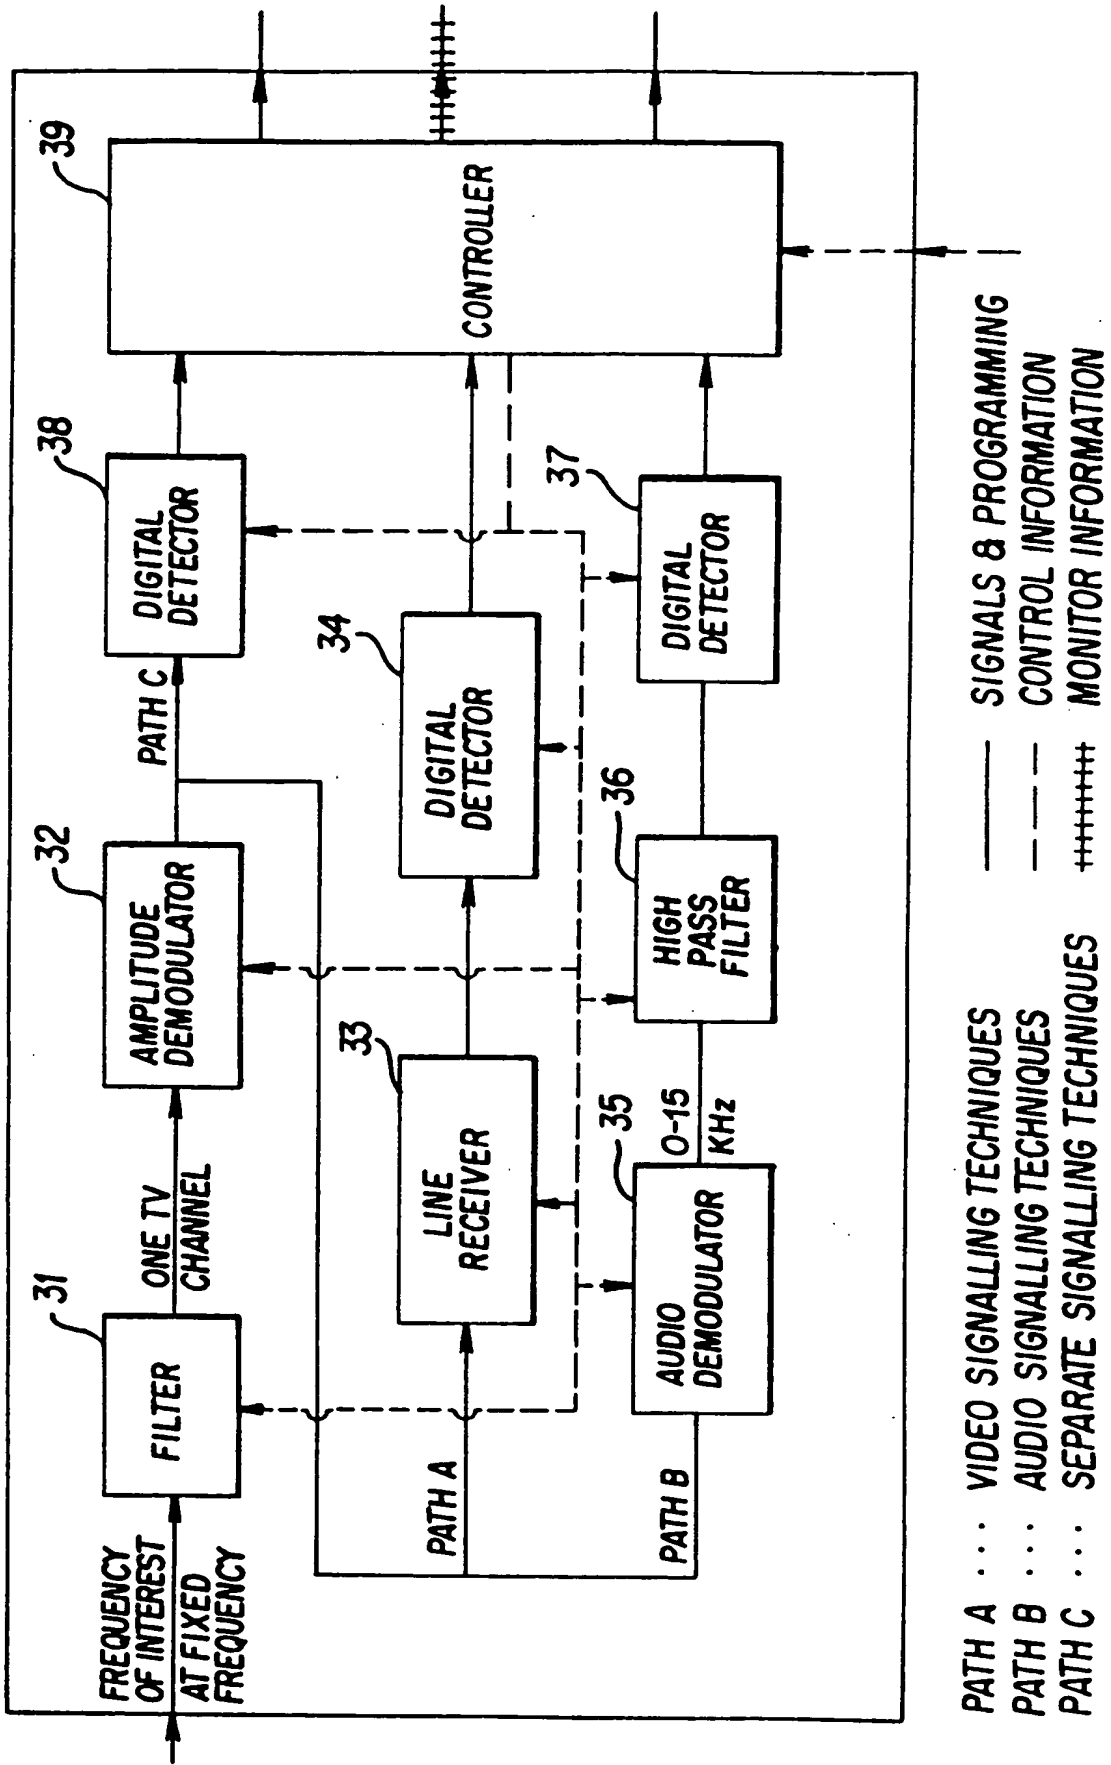 FREQUENCY
OF INTEREST
AT FIXED
FREQUENCY
31
FILTER
ONE TV
CHANNEL
32
AMPLITUDE
DEMODULATOR
PATH C
38
DIGITAL
DETECTOR
39
CONTROLLER
PATH A
33
LINE
RECEIVER
34
DIGITAL
DETECTOR
PATH B
35
AUDIO
DEMODULATOR
0-15
KHz
36
HIGH
PASS
FILTER
37
DIGITAL
DETECTOR
PATH A ... VIDEO SIGNALLING TECHNIQUES
PATH B ... AUDIO SIGNALLING TECHNIQUES
PATH C ... SEPARATE SIGNALLING TECHNIQUES
SIGNALS & PROGRAMMING
CONTROL INFORMATION
MONITOR INFORMATION